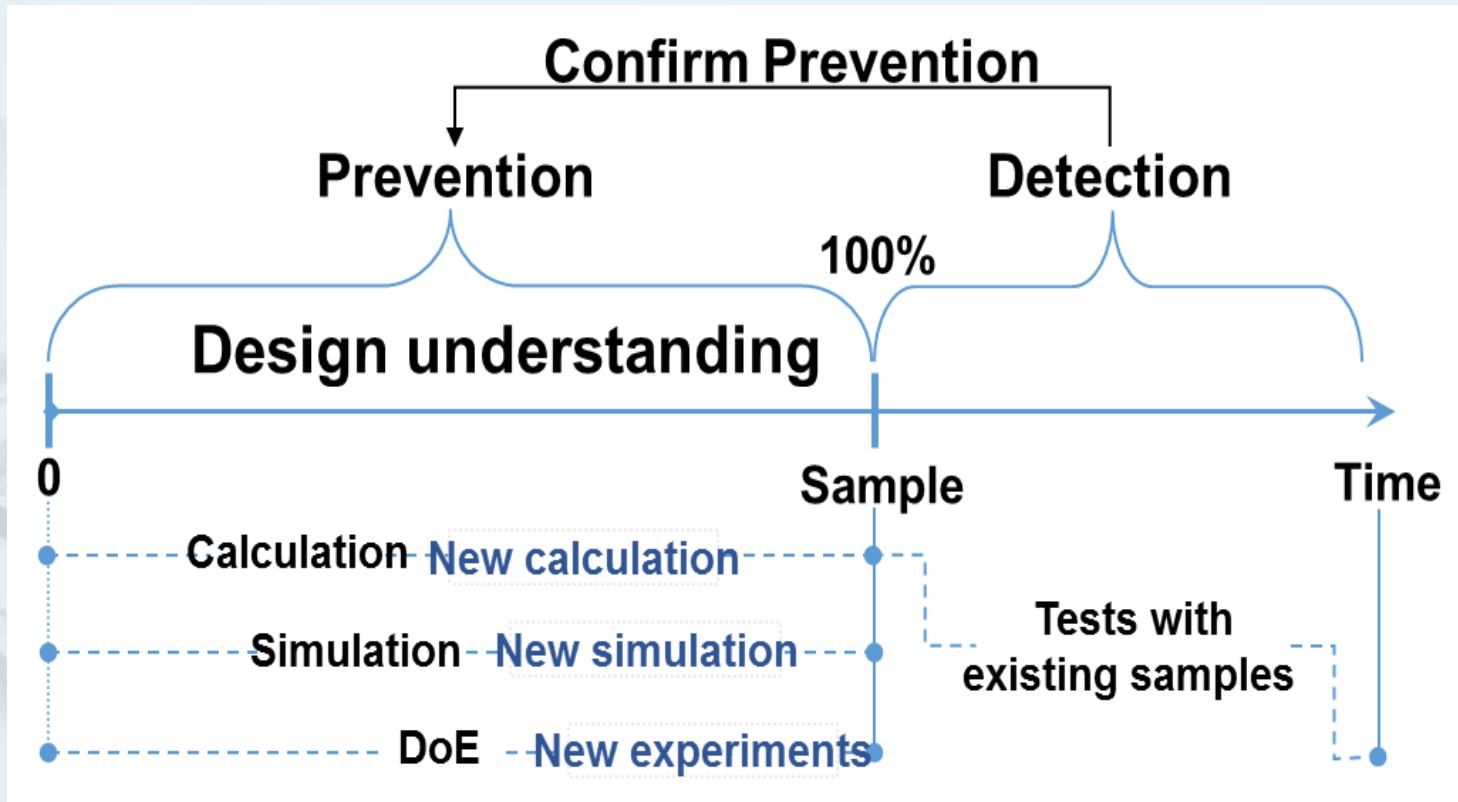 Confirm Prevention
Prevention
Detection
100%
Design understanding
0
Sample
Time
Calculation New calculation
Simulation New simulation
Tests with
existing samples
DoE New experiments